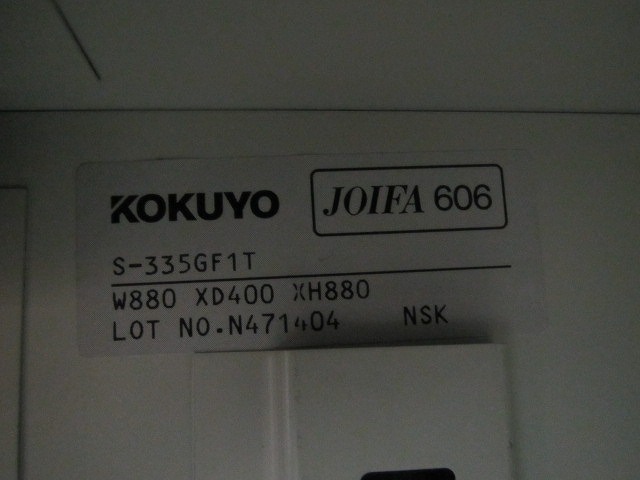 KOKUYO
JOIFA 606
S-335GF1T
W880 XD400 XH880
LOT NO.N471404 NSK